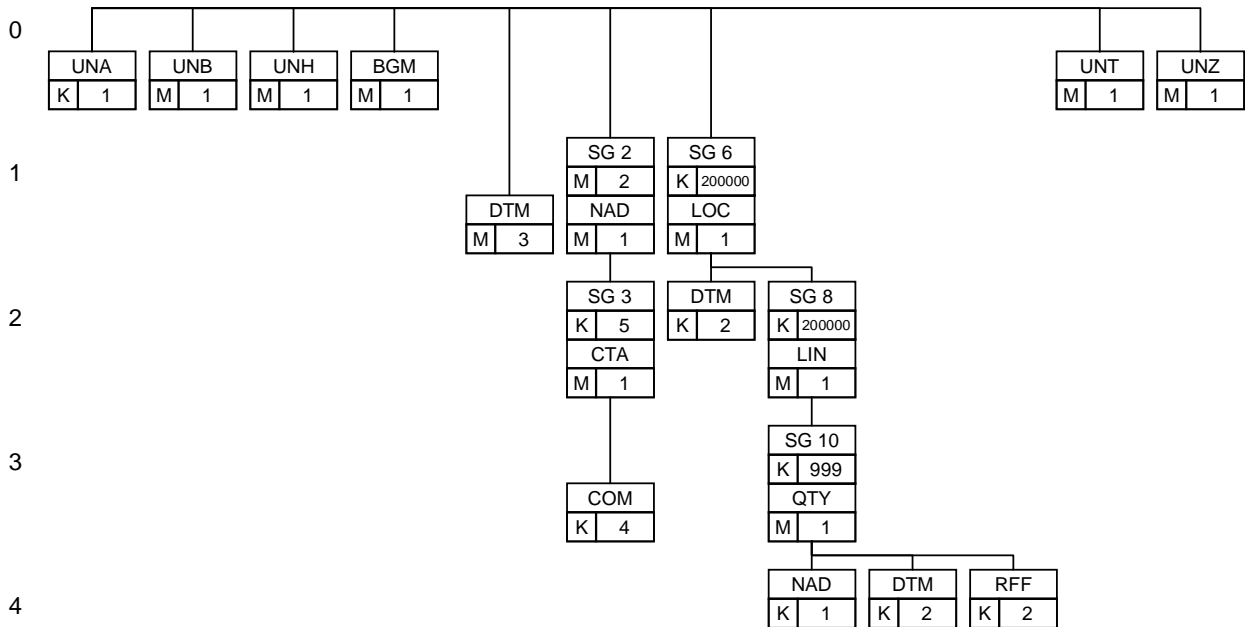 0
UNA UNB UNH BGM UNT UNZ
K 1 M 1 M 1 M 1 M 1 M 1
SG 2 SG 6
1
M 2 K 200000
DTM NAD LOC
M 3 M 1 M 1
SG 3 DTM SG 8
2
K 5 K 2 K 200000
CTA LIN
M 1 M 1
SG 10
3
K 999
COM QTY
K 4 M 1
NAD DTM RFF
4
K 1 K 2 K 2